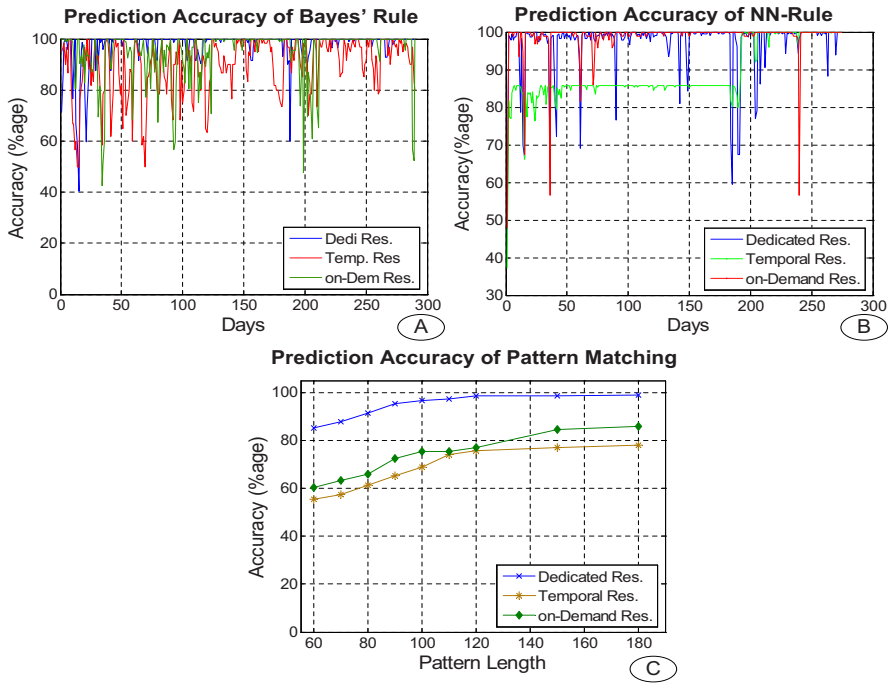 Prediction Accuracy of Bayes' Rule
100
80
60
40
20
0
Accuracy (%age)
Dedi Res.
Temp. Res
on-Dem Res.
0 50 100 150 200 250 300
Days
A
Prediction Accuracy of NN-Rule
100
90
80
70
60
50
40
30
Accuracy(%age)
Dedicated Res.
Temporal Res.
on-Demand Res.
0 50 100 150 200 250 300
Days
B
Prediction Accuracy of Pattern Matching
100
80
60
40
20
0
Accuracy (%age)
Dedicated Res.
Temporal Res.
on-Demand Res.
60 80 100 120 140 160 180
Pattern Length
C